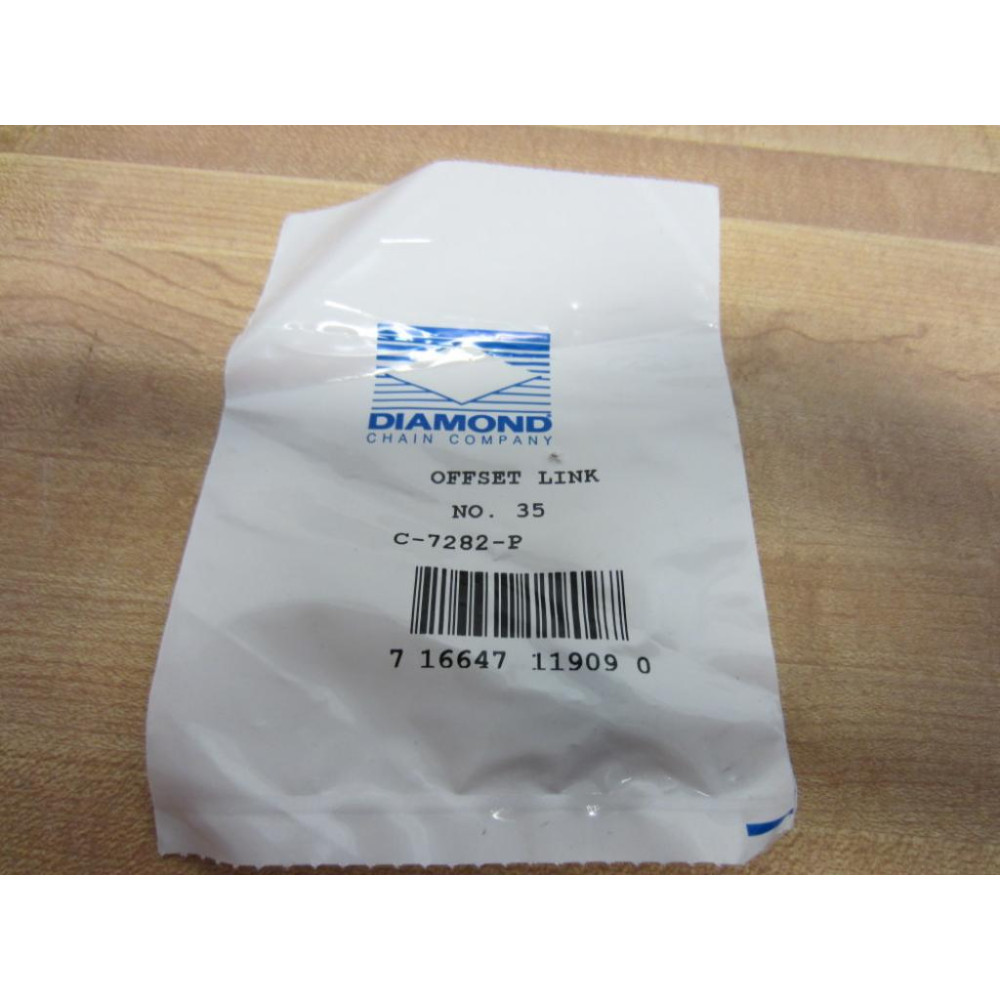 DIAMOND
CHAIN COMPANY
OFFSET LINK
NO. 35
C-7282-P
7 16647 11909 0